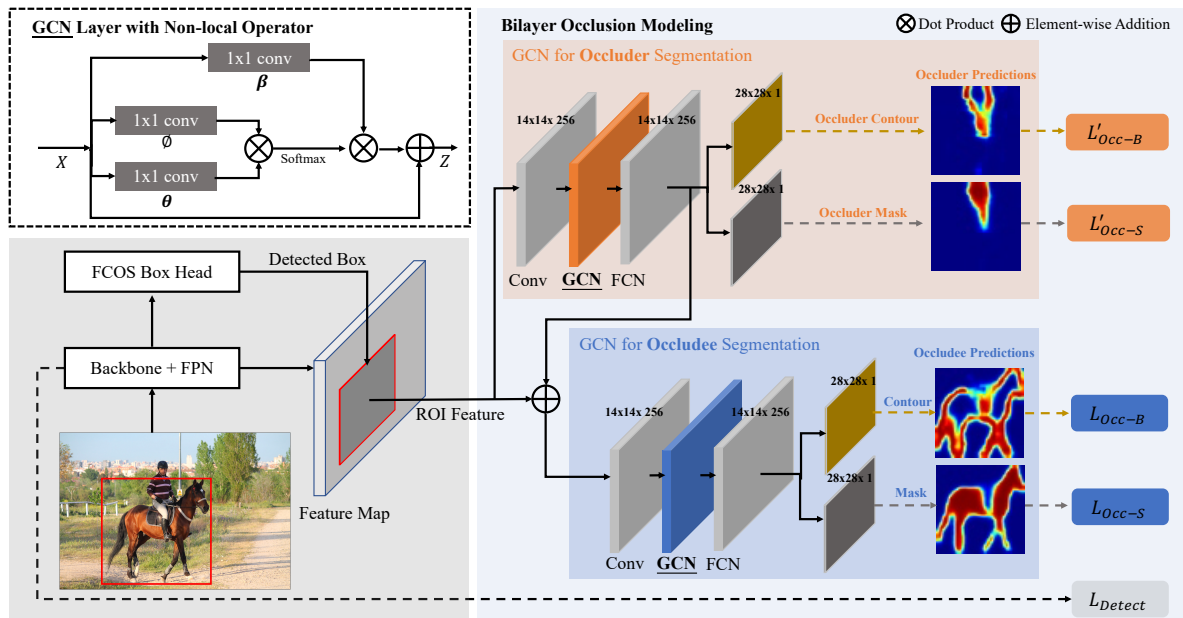 GCN Layer with Non-local Operator
1x1 conv
β
1x1 conv
∅
1x1 conv
θ
X
Softmax
Z
FCOS Box Head
Detected Box
Backbone + FPN
ROI Feature
Feature Map
Bilayer Occlusion Modeling
Dot Product
Element-wise Addition
GCN for Occluder Segmentation
14x14x 256
14x14x 256
28x28x 1
28x28x 1
Conv
GCN
FCN
Occluder Contour
Occluder Mask
Occluder Predictions
L′Occ−B
L′Occ−S
GCN for Occludee Segmentation
14x14x 256
14x14x 256
28x28x 1
28x28x 1
Conv
GCN
FCN
Contour
Mask
Occludee Predictions
LOcc−B
LOcc−S
LDetect